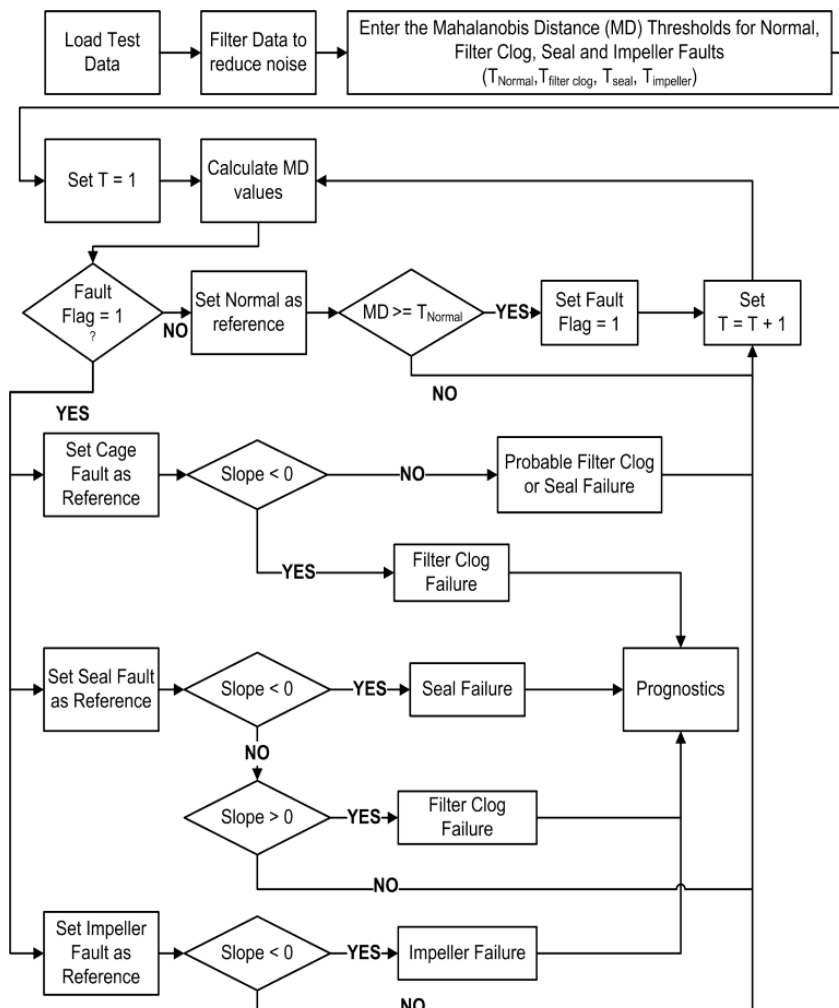 Load Test
Data
Filter Data to
reduce noise
Enter the Mahalanobis Distance (MD) Thresholds for Normal,
Filter Clog, Seal and Impeller Faults
(TNormal,Tfilter clog, Tseal, Timpeller)
Set T = 1
Calculate MD
values
Fault
Flag = 1
?
NO
Set Normal as
reference
MD >= TNormal
YES
Set Fault
Flag = 1
Set
T = T + 1
NO
YES
Set Cage
Fault as
Reference
Slope < 0
NO
Probable Filter Clog
or Seal Failure
YES
Filter Clog
Failure
Set Seal Fault
as Reference
Slope < 0
YES
Seal Failure
Prognostics
NO
Slope > 0
YES
Filter Clog
Failure
NO
Set Impeller
Fault as
Reference
Slope < 0
YES
Impeller Failure
NO